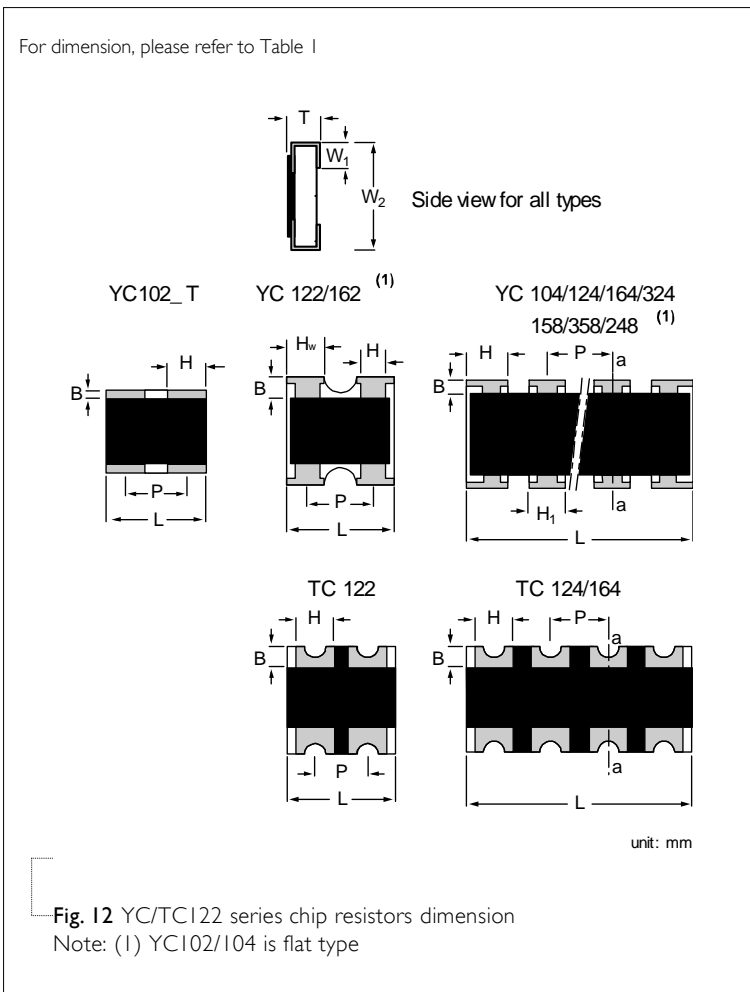 For dimension, please refer to Table 1
T
W1
W2
Side view for all types
YC102_T
YC 122/162 (1)
YC 104/124/164/324
158/358/248 (1)
H
B
P
L
Hw
H
B
P
L
H
P
a
B
H1
a
L
TC 122
TC 124/164
H
B
P
L
H
P
a
B
a
L
unit: mm
Fig. 12 YC/TC122 series chip resistors dimension
Note: (1) YC102/104 is flat type